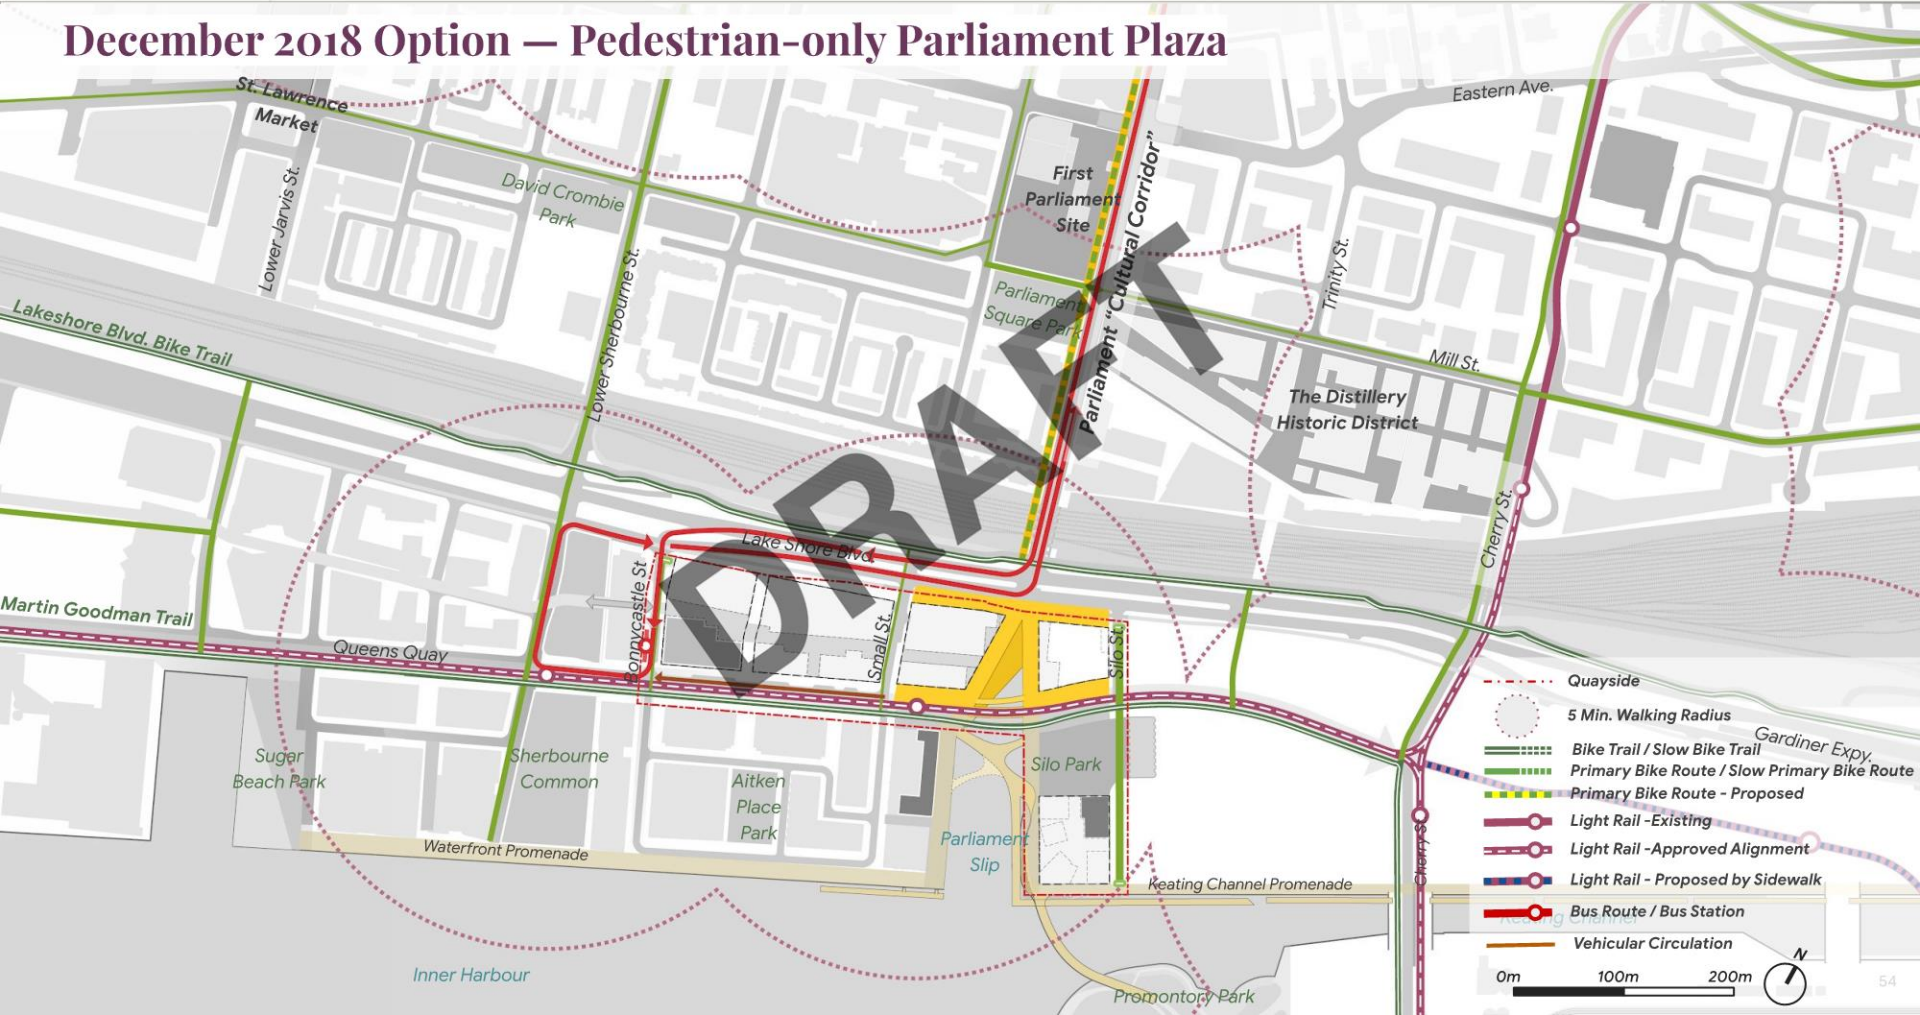 December 2018 Option — Pedestrian-only Parliament Plaza
St. Lawrence
Market
Lower Jarvis St.
David Crombie
Park
Lower Sherbourne St.
First
Parliament
Site
Parliament
Square Park
Parliament “Cultural Corridor”
Eastern Ave.
Trinity St.
Mill St.
The Distillery
Historic District
Cherry St.
Lakeshore Blvd. Bike Trail
DRAFT
Lake Shore Blvd.
Bonnycastle St
Small St.
Silo St.
Martin Goodman Trail
Queens Quay
Sugar
Beach Park
Sherbourne
Common
Aitken
Place
Park
Silo Park
Parliament
Slip
Waterfront Promenade
Keating Channel Promenade
Cherry St
Keating Channel
Gardiner Expy.
Inner Harbour
Promontory Park
Quayside
5 Min. Walking Radius
Bike Trail / Slow Bike Trail
Primary Bike Route / Slow Primary Bike Route
Primary Bike Route - Proposed
Light Rail -Existing
Light Rail -Approved Alignment
Light Rail - Proposed by Sidewalk
Bus Route / Bus Station
Vehicular Circulation
0m 100m 200m
N
54